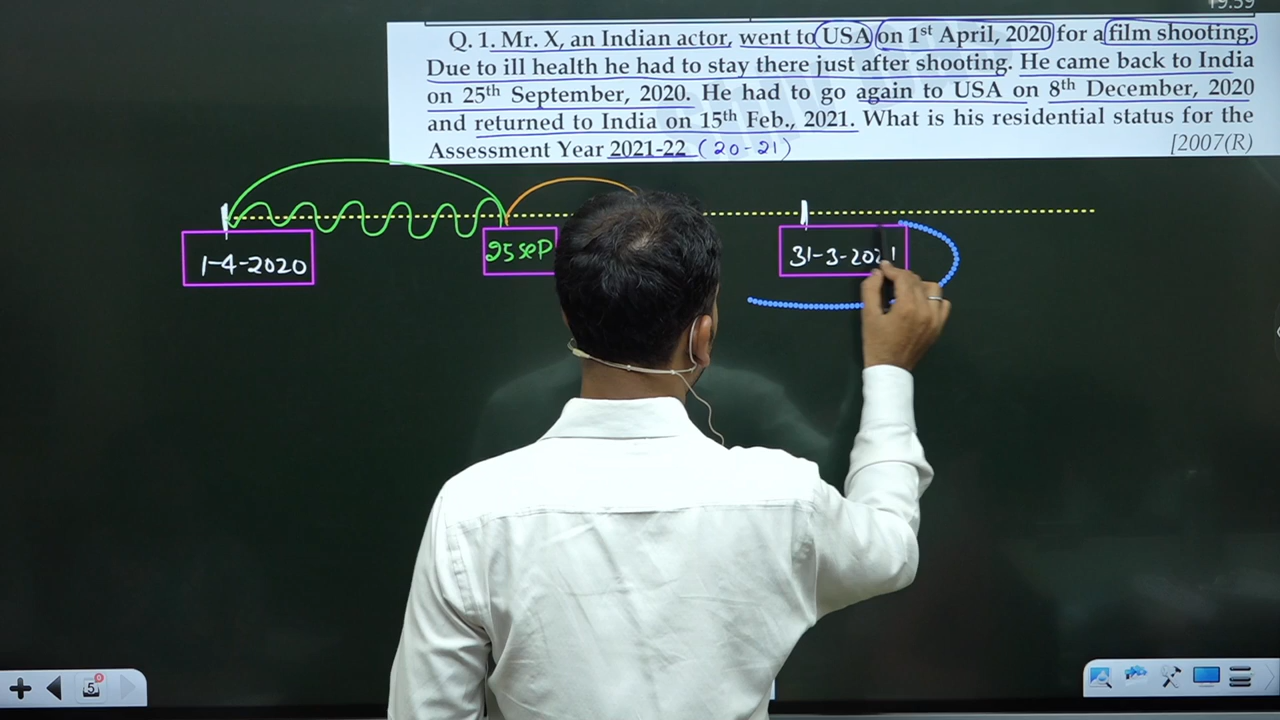 19:59
Q. 1. Mr. X, an Indian actor, went to USA on 1st April, 2020 for a film shooting.
Due to ill health he had to stay there just after shooting. He came back to India
on 25th September, 2020. He had to go again to USA on 8th December, 2020
and returned to India on 15th Feb., 2021. What is his residential status for the
Assessment Year 2021-22 (20-21) [2007(R)
1-4-2020 25 sep 31-3-2021
5